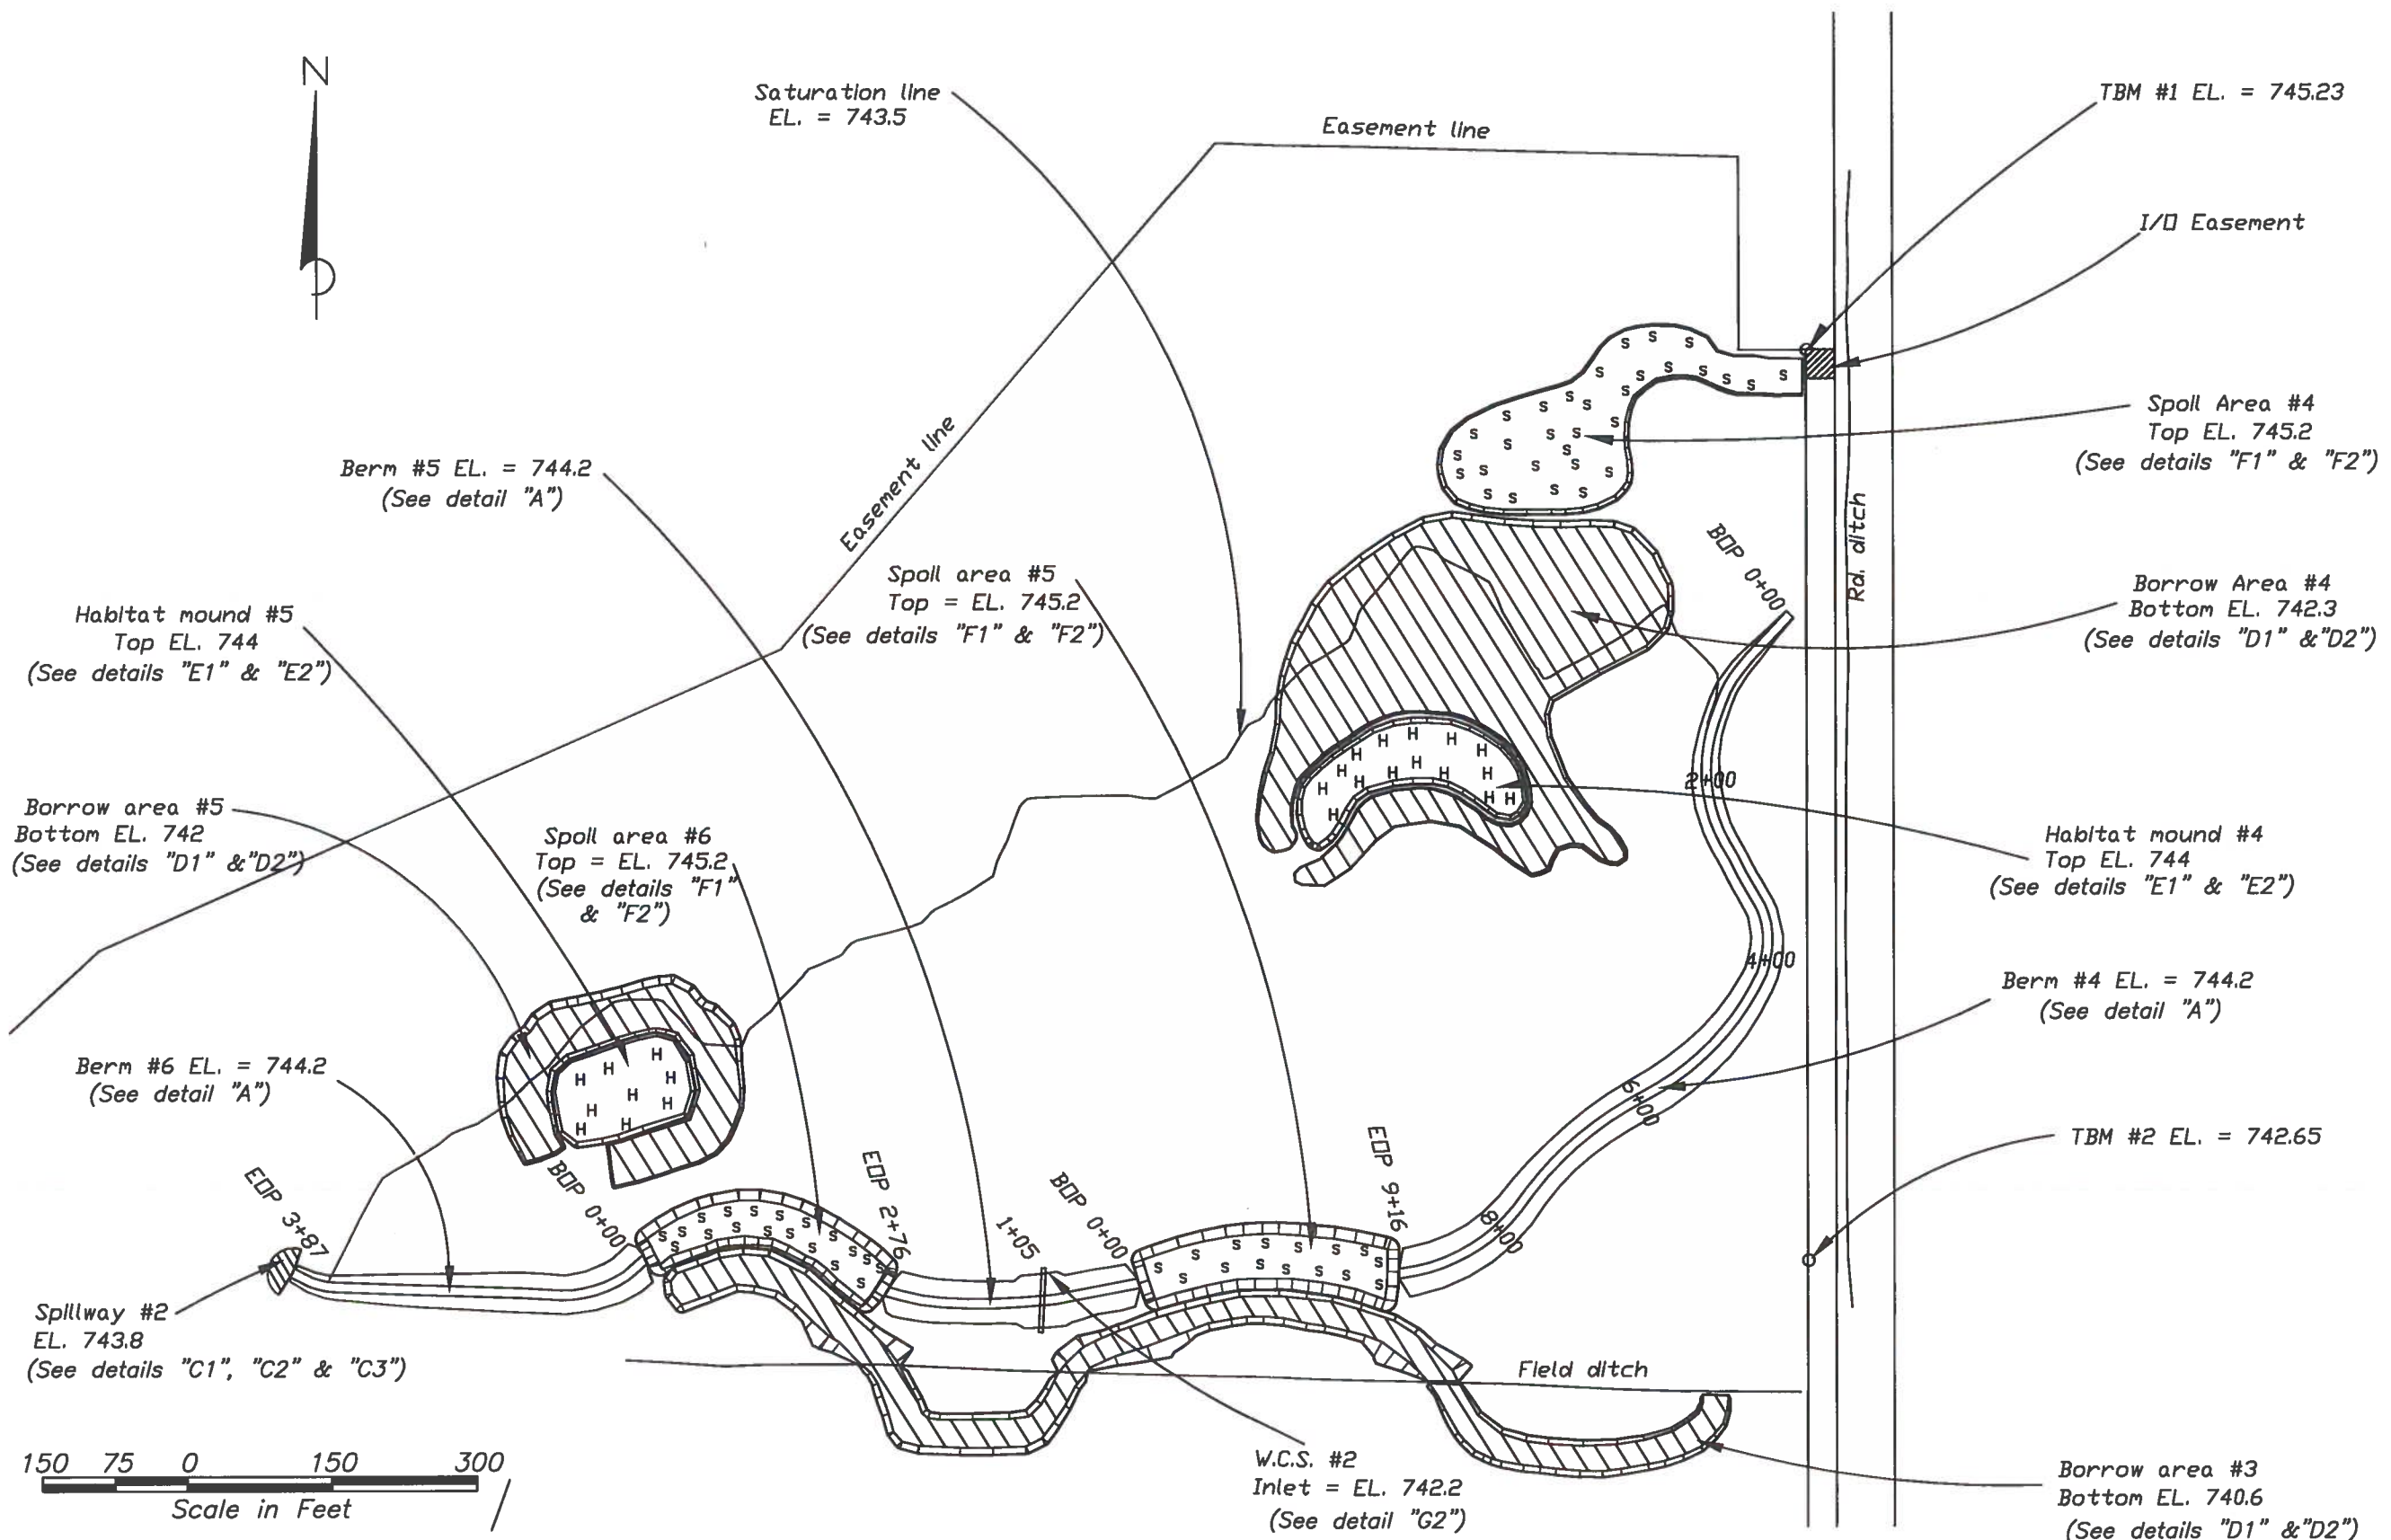 N
Saturation line
EL. = 743.5
Easement line
TBM #1 EL. = 745.23
I/O Easement
Spoil Area #4
Top EL. 745.2
(See details "F1" & "F2")
Berm #5 EL. = 744.2
(See detail "A")
Easement line
Rd. ditch
BOP 0+00
Spoil area #5
Top = EL. 745.2
(See details "F1" & "F2")
Borrow Area #4
Bottom EL. 742.3
(See details "D1" &"D2")
Habitat mound #5
Top EL. 744
(See details "E1" & "E2")
2+00
Borrow area #5
Bottom EL. 742
(See details "D1" &"D2")
Spoil area #6
Top = EL. 745.2
(See details "F1"
& "F2")
Habitat mound #4
Top EL. 744
(See details "E1" & "E2")
4+00
Berm #4 EL. = 744.2
(See detail "A")
Berm #6 EL. = 744.2
(See detail "A")
6+00
TBM #2 EL. = 742.65
EOP 3+87
BOP 0+00
EOP 2+76
1+05
BOP 0+00
EOP 9+16
8+00
Spillway #2
EL. 743.8
(See details "C1", "C2" & "C3")
Field ditch
W.C.S. #2
Inlet = EL. 742.2
(See detail "G2")
Borrow area #3
Bottom EL. 740.6
(See details "D1" &"D2")
150 75 0 150 300
Scale in Feet